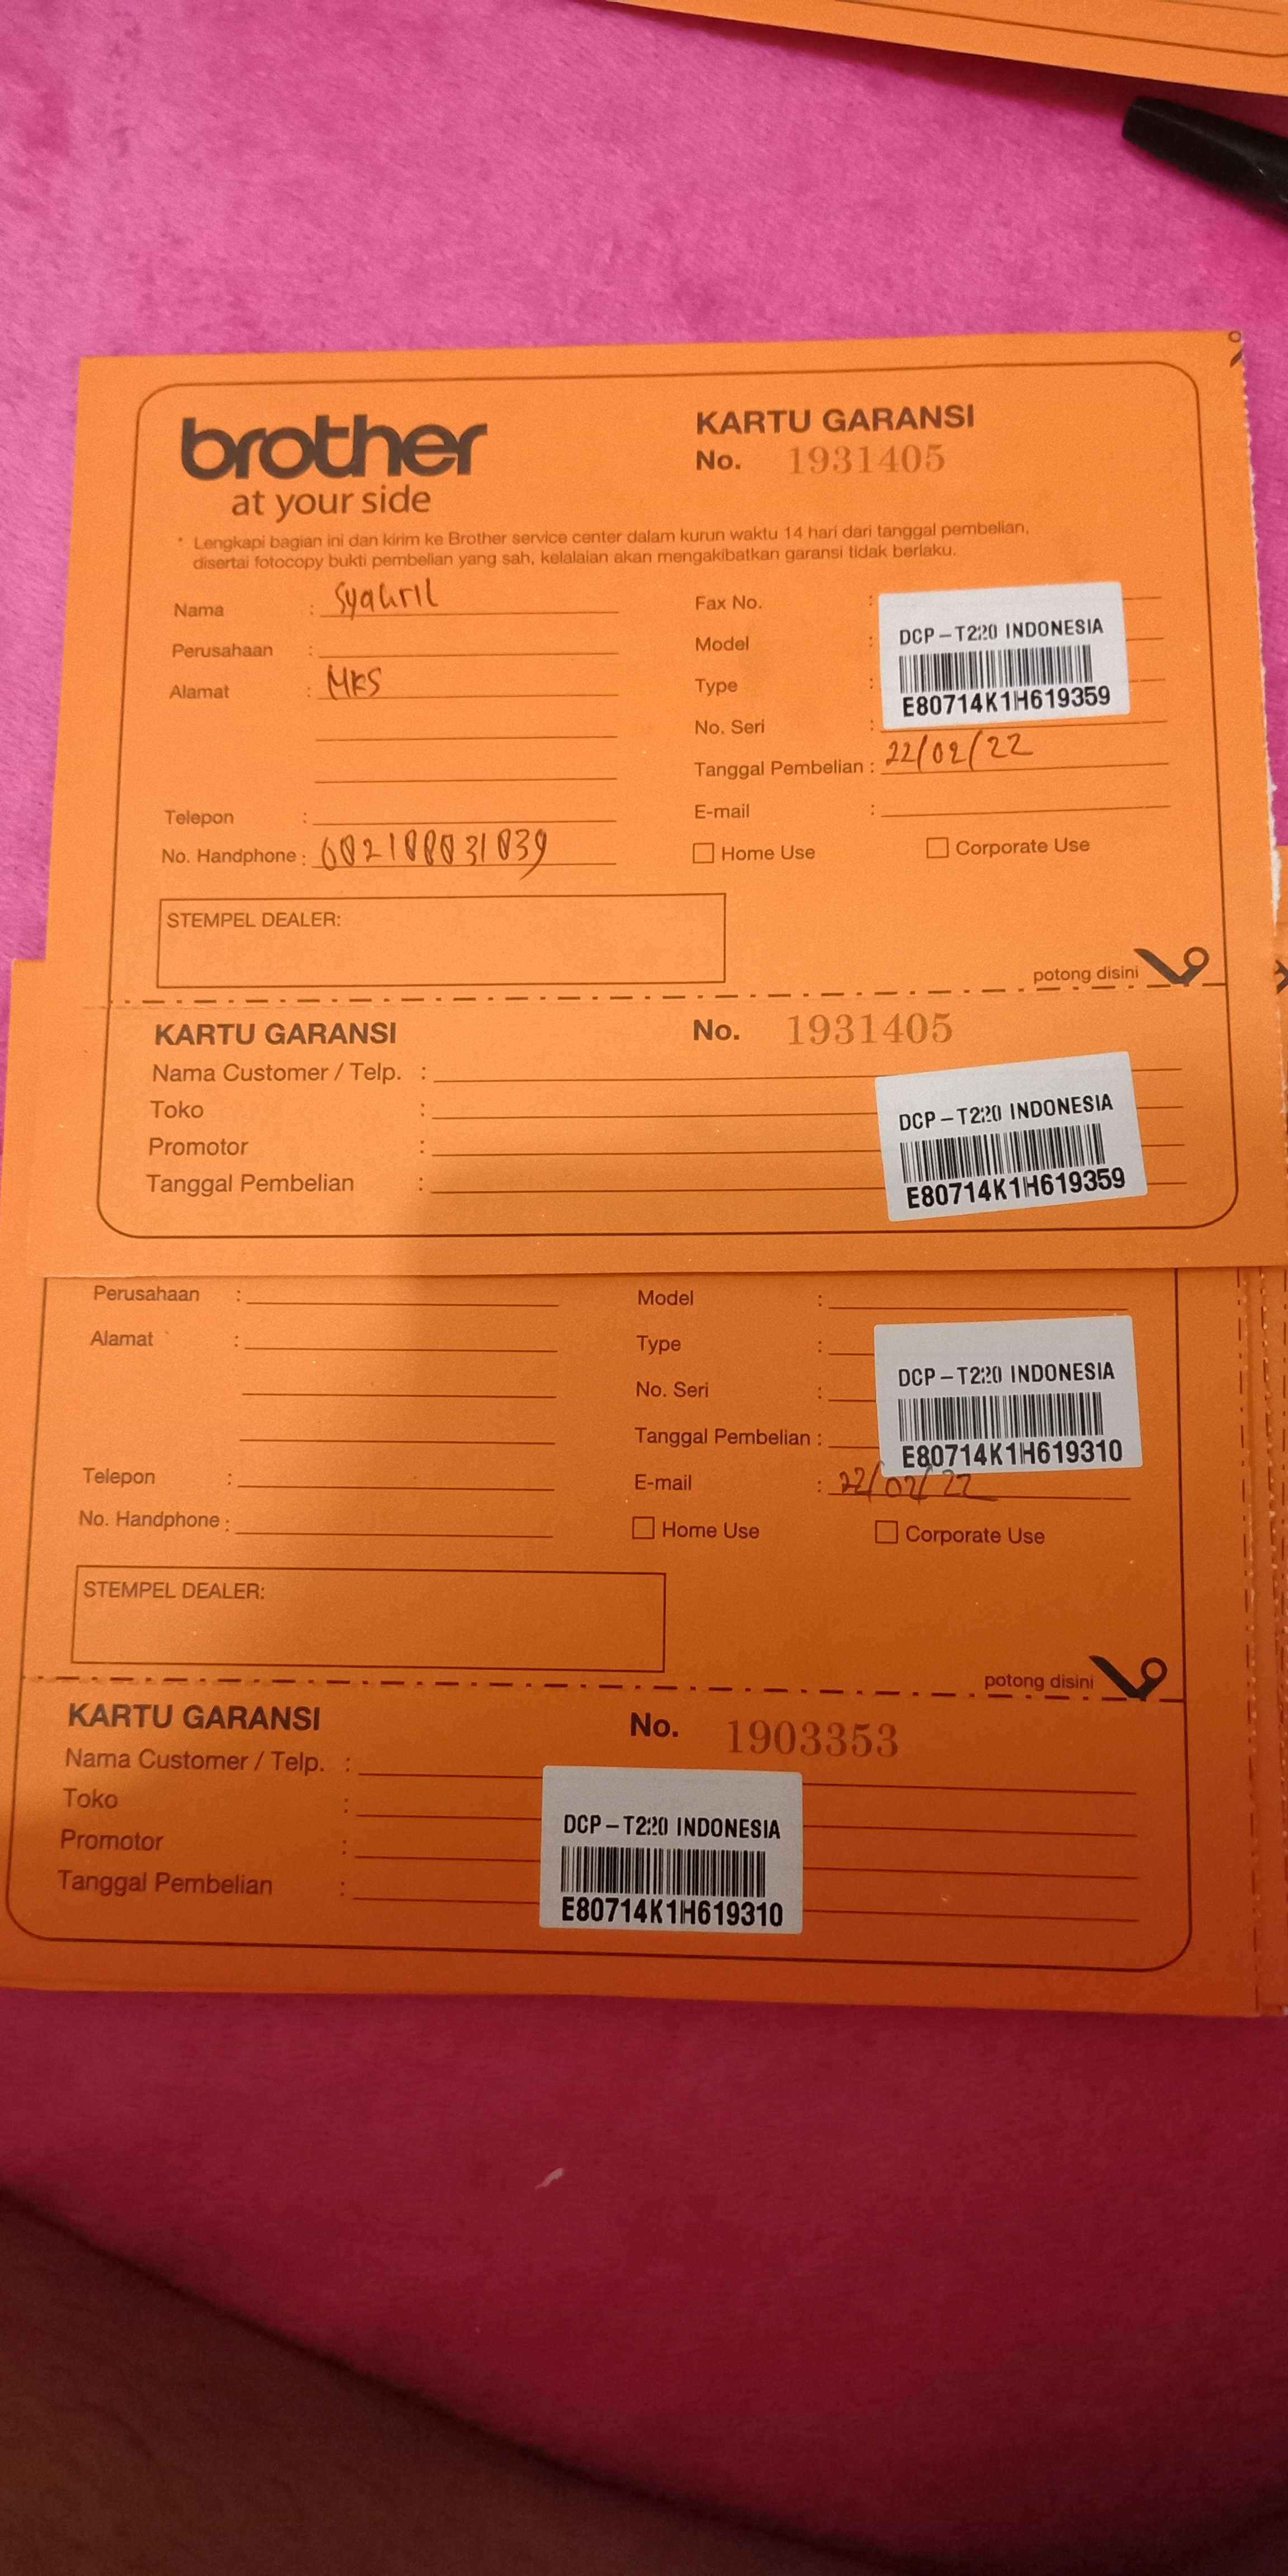 brother
at your side
KARTU GARANSI
No. 1931405
* Lengkapi bagian ini dan kirim ke Brother service center dalam kurun waktu 14 hari dari tanggal pembelian,
disertai fotocopy bukti pembelian yang sah, kelalaian akan mengakibatkan garansi tidak berlaku.
Nama : Syahril
Perusahaan :
Alamat : MKS
Telepon :
No. Handphone :
Fax No. :
Model :
Type :
No. Seri :
DCP-T220 INDONESIA
E80714K1H619359
Tanggal Pembelian : 22/02/22
E-mail :
Home Use
Corporate Use
STEMPEL DEALER:
potong disini
KARTU GARANSI
No. 1931405
Nama Customer / Telp. :
Toko :
Promotor :
Tanggal Pembelian :
DCP-T220 INDONESIA
E80714K1H619359
Perusahaan :
Alamat :
Telepon :
No. Handphone :
Model :
Type :
No. Seri :
Tanggal Pembelian :
DCP-T220 INDONESIA
E80714K1H619310
E-mail : 22/02/22
Home Use
Corporate Use
STEMPEL DEALER:
potong disini
KARTU GARANSI
No. 1903353
Nama Customer / Telp. :
Toko :
Promotor :
Tanggal Pembelian :
DCP-T220 INDONESIA
E80714K1H619310